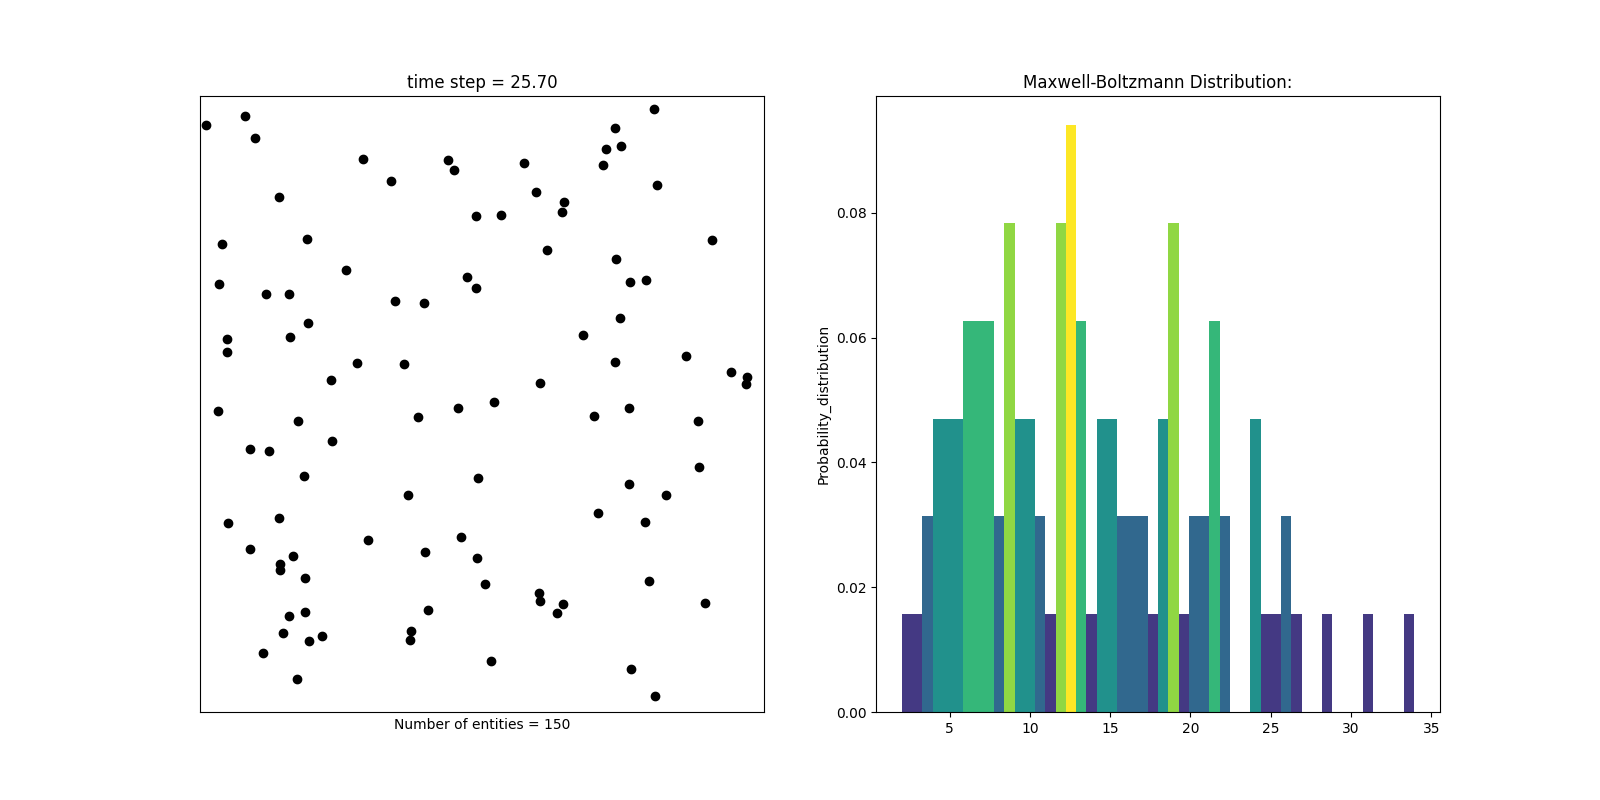 time step = 25.70
Number of entities = 150
Maxwell-Boltzmann Distribution:
Probability_distribution
0.08
0.06
0.04
0.02
0.00
5 10 15 20 25 30 35